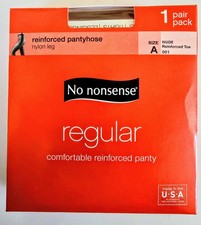 1 pair
pack
reinforced pantyhose
nylon leg
SIZE
A
NUDE
Reinforced Toe
001
No nonsense®
regular
comfortable reinforced panty
made in the
U·S·A